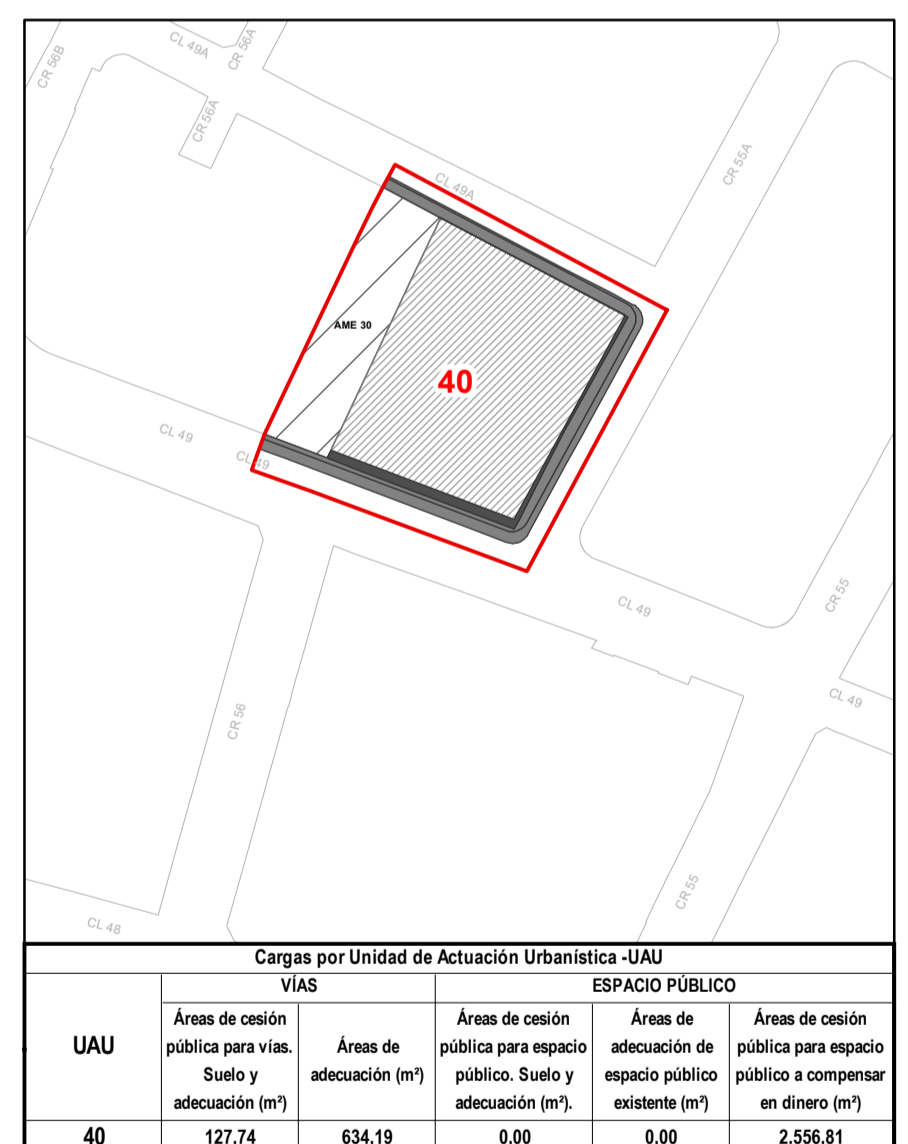 CR 56B
CL 49A
CR 56A
CR 56A
CL 49A
CR 55A
AME 30
40
CL 49
CL 49
CL 49
CR 55
CL 49
CR 56
CR 55
CL 48
Cargas por Unidad de Actuación Urbanística -UAU
VÍAS
ESPACIO PÚBLICO
UAU
Áreas de cesión
pública para vías.
Suelo y
adecuación (m²)
Áreas de
adecuación (m²)
Áreas de cesión
pública para espacio
público. Suelo y
adecuación (m²).
Áreas de
adecuación de
espacio público
existente (m²)
Áreas de cesión
pública para espacio
público a compensar
en dinero (m²)
40
127.74
634.19
0.00
0.00
2.556.81